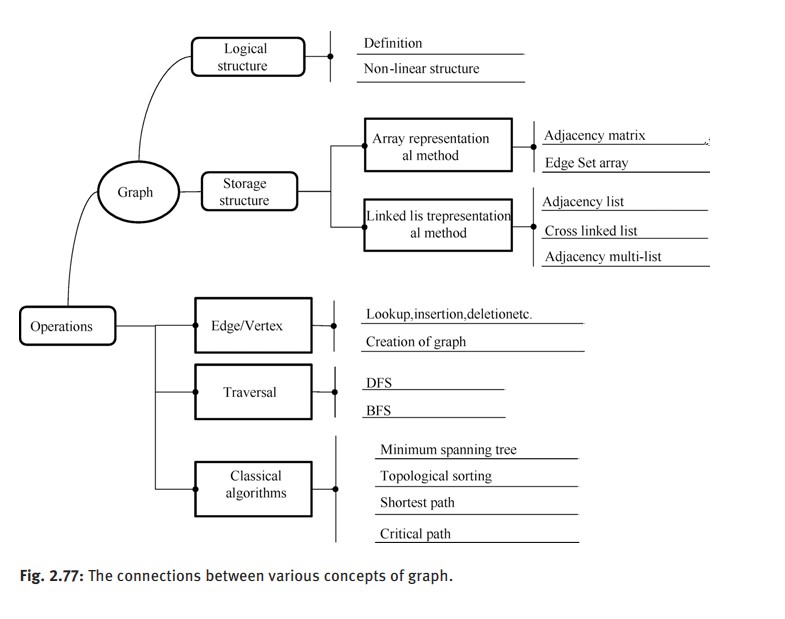 Logical
structure
Definition
Non-linear structure
Array representation
al method
Adjacency matrix
Edge Set array
Graph
Storage
structure
Linked lis trepresentation
al method
Adjacency list
Cross linked list
Adjacency multi-list
Operations
Edge/Vertex
Lookup,insertion,deletionetc.
Creation of graph
Traversal
DFS
BFS
Classical
algorithms
Minimum spanning tree
Topological sorting
Shortest path
Critical path
Fig. 2.77: The connections between various concepts of graph.